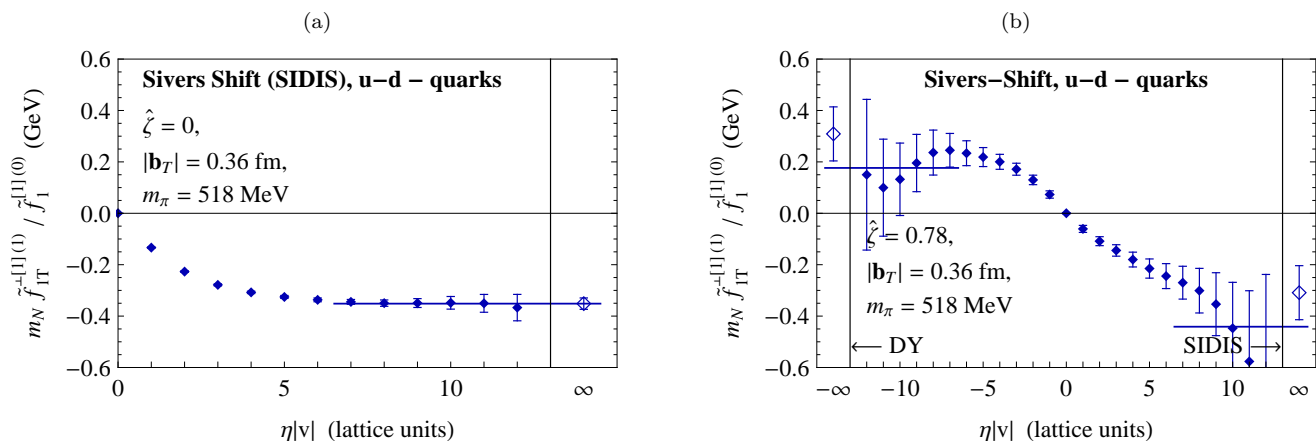 (a)
Sivers Shift (SIDIS), u−d − quarks
ζ̂ = 0,
|b_T| = 0.36 fm,
m_π = 518 MeV
m_N f̃_1T^⊥[1](1) / f̃_1^[1](0) (GeV)
0.6
0.4
0.2
0.0
−0.2
−0.4
−0.6
0
5
10
∞
η|v| (lattice units)
(b)
Sivers−Shift, u−d − quarks
ζ̂ = 0.78,
|b_T| = 0.36 fm,
m_π = 518 MeV
← DY
SIDIS →
m_N f̃_1T^⊥[1](1) / f̃_1^[1](0) (GeV)
0.6
0.4
0.2
0.0
−0.2
−0.4
−0.6
−∞
−10
−5
0
5
10
∞
η|v| (lattice units)